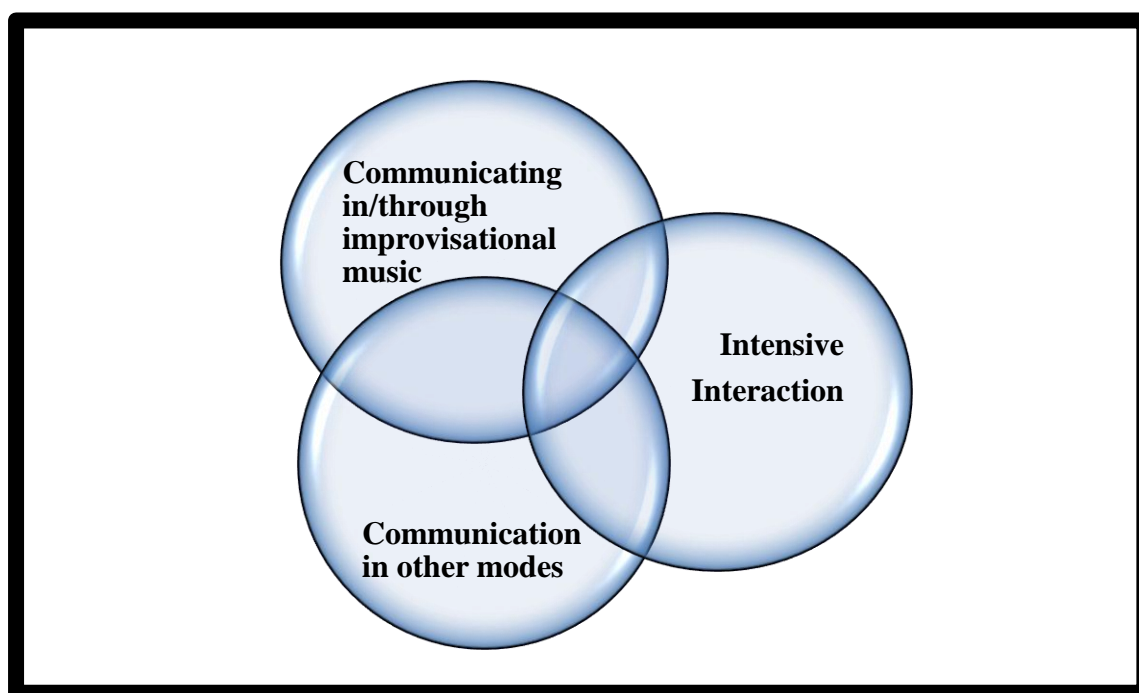 Communicating
in/through
improvisational
music
Intensive
Interaction
Communication
in other modes